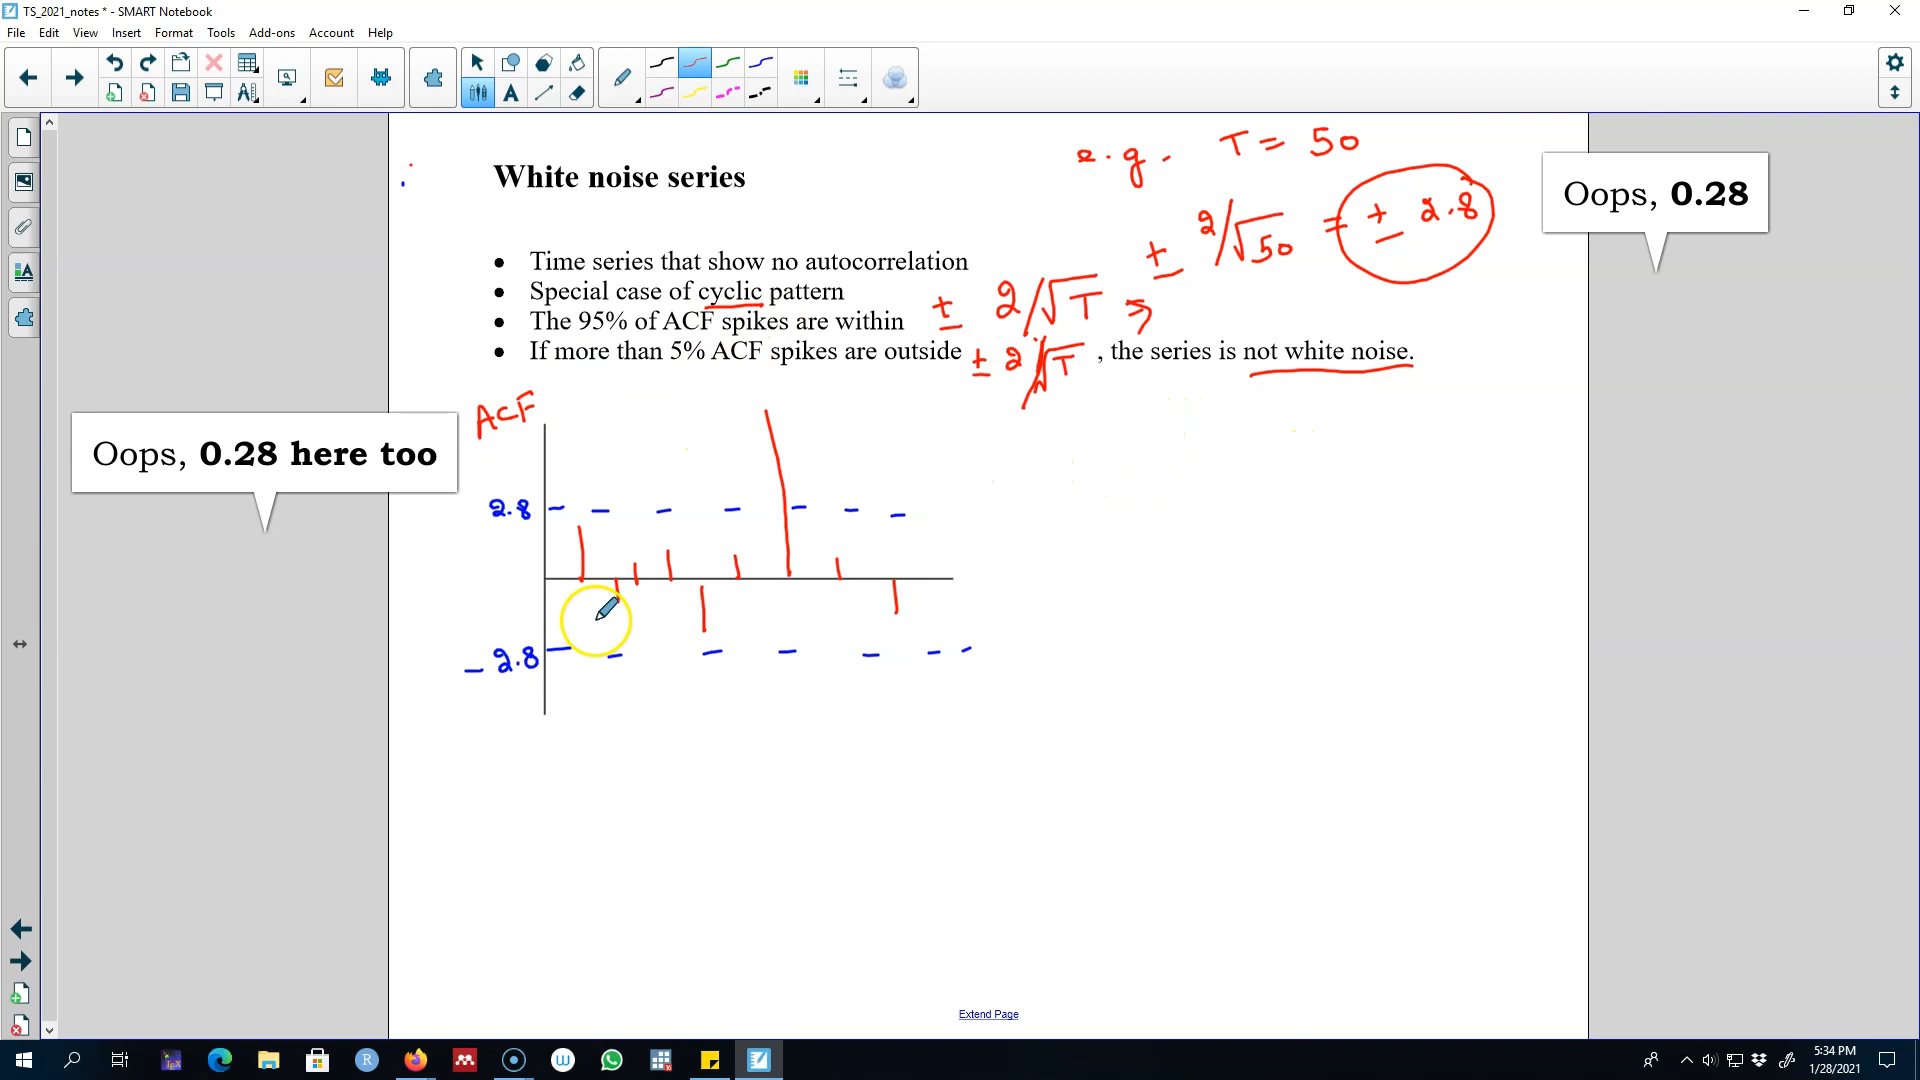 TS_2021_notes * - SMART Notebook
File Edit View Insert Format Tools Add-ons Account Help
White noise series
e.g. T = 50
± 2/√50 = ± 2.8
Oops, 0.28
• Time series that show no autocorrelation
• Special case of cyclic pattern
• The 95% of ACF spikes are within ± 2/√T ⇒
• If more than 5% ACF spikes are outside ± 2/√T , the series is not white noise.
ACF
Oops, 0.28 here too
2.8
- 2.8
Extend Page
5:34 PM
1/28/2021